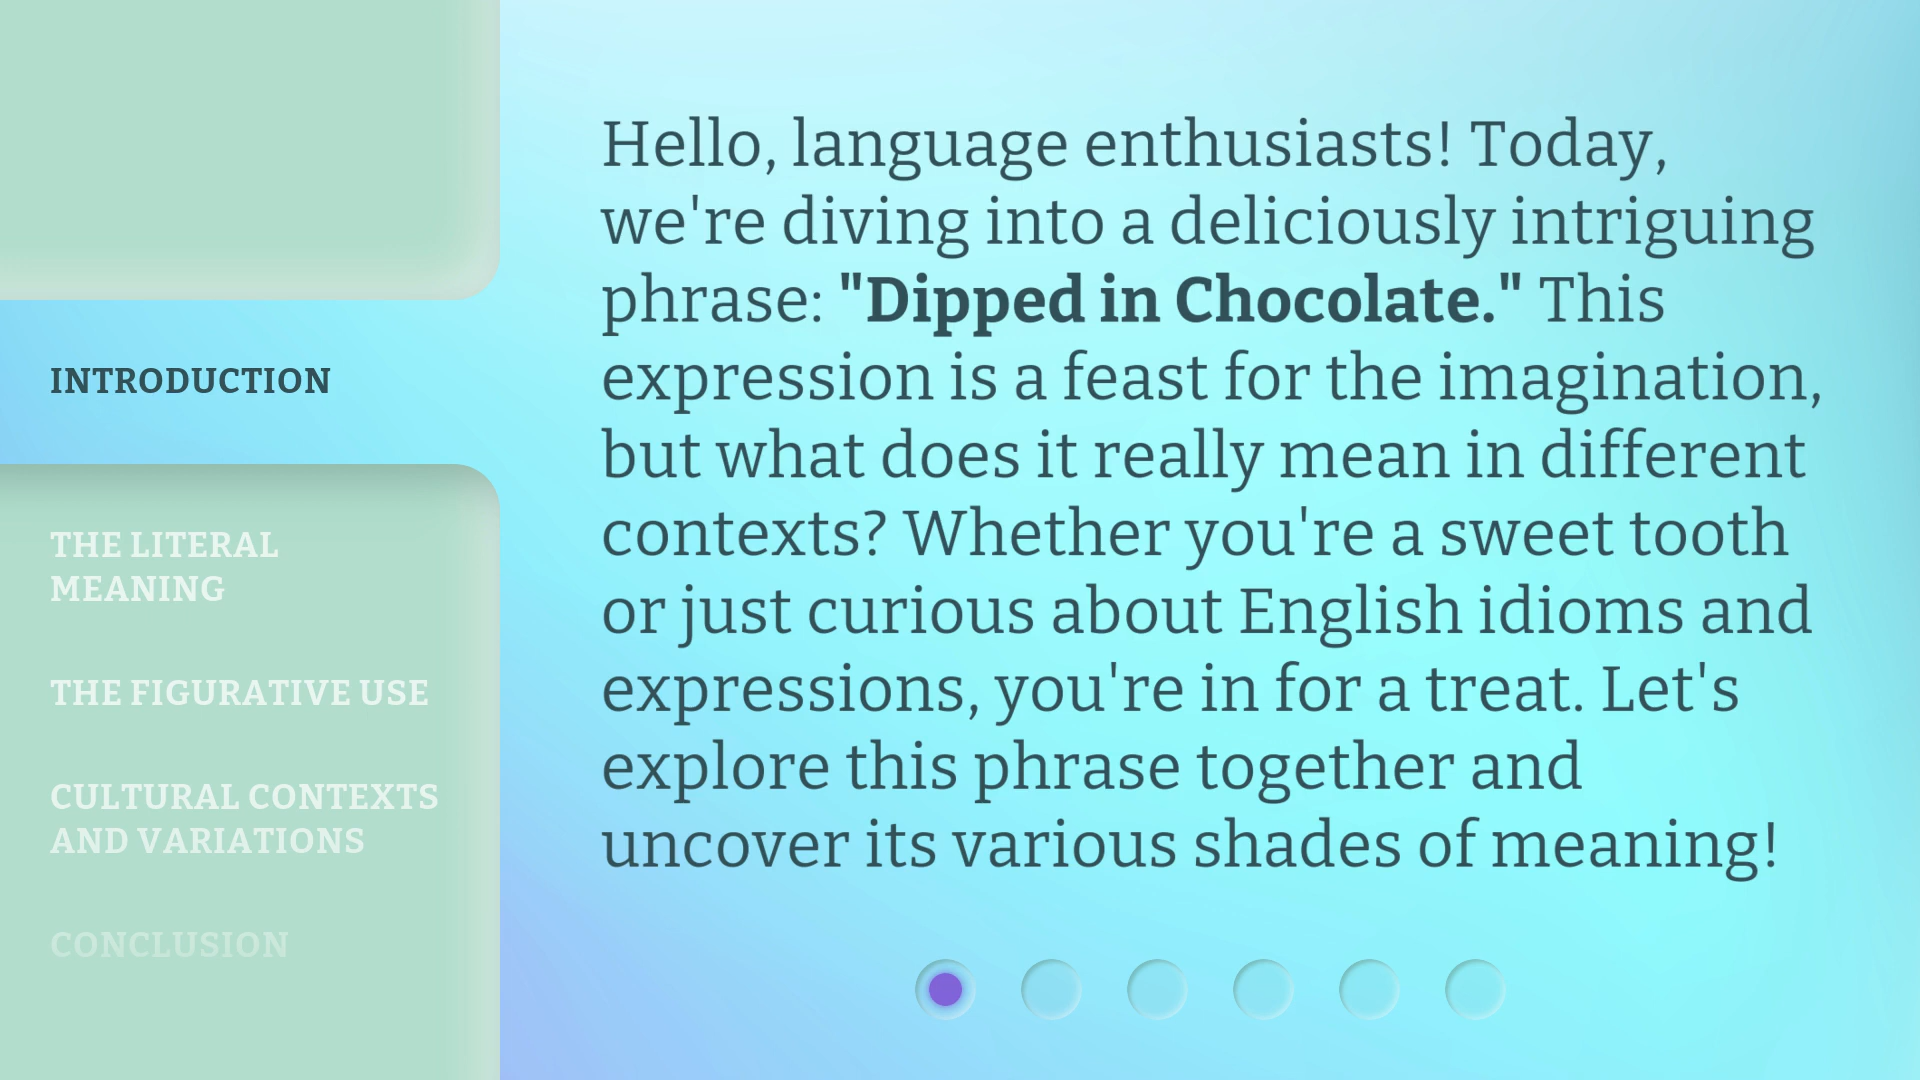 INTRODUCTION
THE LITERAL
MEANING
THE FIGURATIVE USE
CULTURAL CONTEXTS
AND VARIATIONS
CONCLUSION
Hello, language enthusiasts! Today,
we're diving into a deliciously intriguing
phrase: "Dipped in Chocolate." This
expression is a feast for the imagination,
but what does it really mean in different
contexts? Whether you're a sweet tooth
or just curious about English idioms and
expressions, you're in for a treat. Let's
explore this phrase together and
uncover its various shades of meaning!